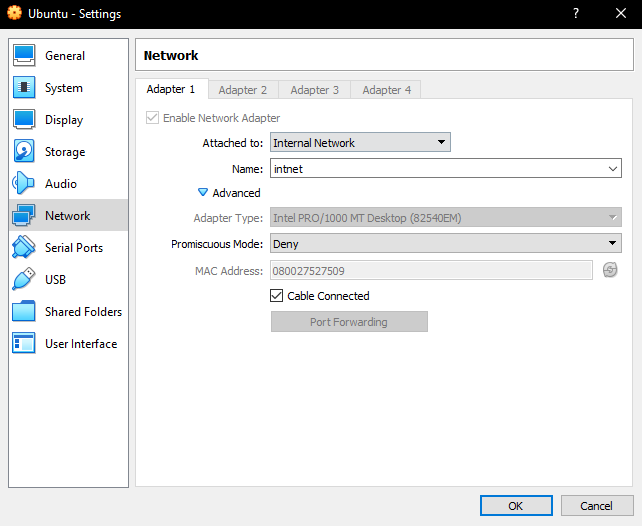 Ubuntu - Settings
General
System
Display
Storage
Audio
Network
Serial Ports
USB
Shared Folders
User Interface
Network
Adapter 1 Adapter 2 Adapter 3 Adapter 4
Enable Network Adapter
Attached to: Internal Network
Name: intnet
Advanced
Adapter Type: Intel PRO/1000 MT Desktop (82540EM)
Promiscuous Mode: Deny
MAC Address: 080027527509
Cable Connected
Port Forwarding
OK Cancel